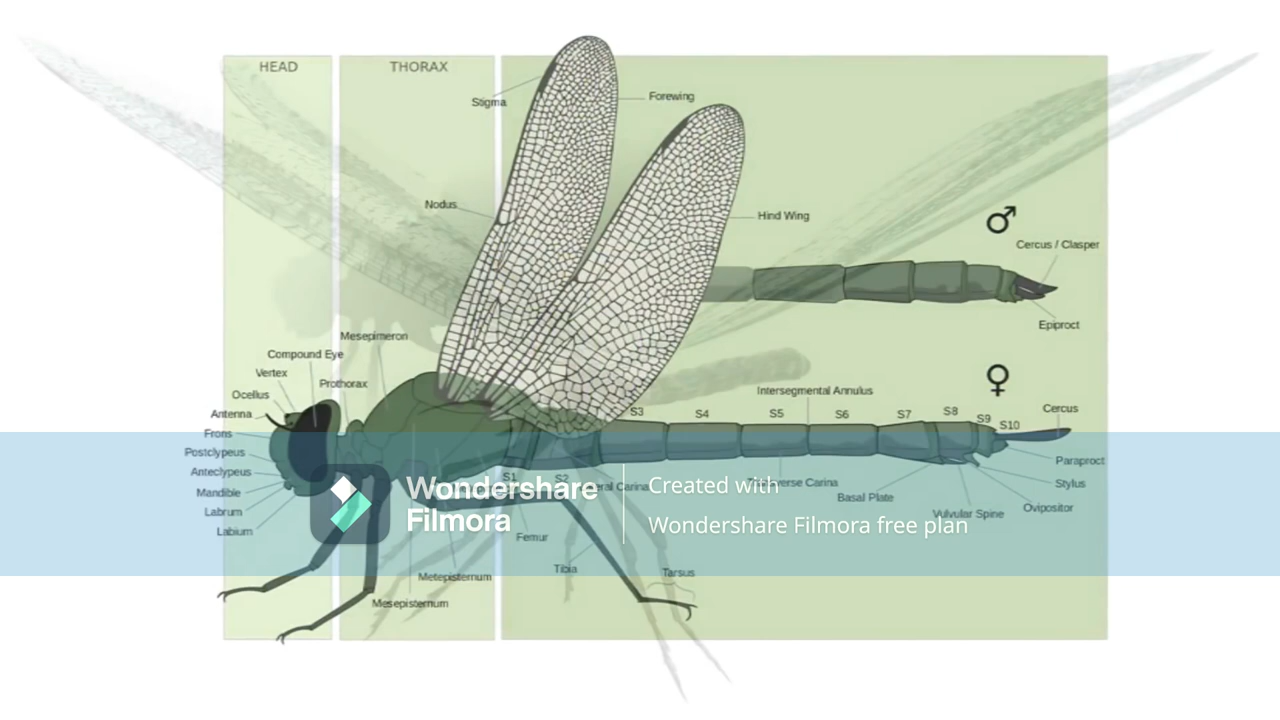 HEAD
THORAX
Stigma
Forewing
Nodus
Hind Wing
♂
Cercus / Clasper
Epiproct
Mesepimeron
Compound Eye
Vertex
Prothorax
Ocellus
Antenna
Frons
Postclypeus
Anteclypeus
Mandible
Labrum
Labium
♀
Intersegmental Annulus
S3
S4
S5
S6
S7
S8
S9
S10
Cercus
Paraproct
Stylus
Ovipositor
Vulvular Spine
Basal Plate
Carina
Carina
S1
S2
Wondershare
Filmora
Created with
Wondershare Filmora free plan
Femur
Tibia
Tarsus
Metepisternum
Mesepisternum